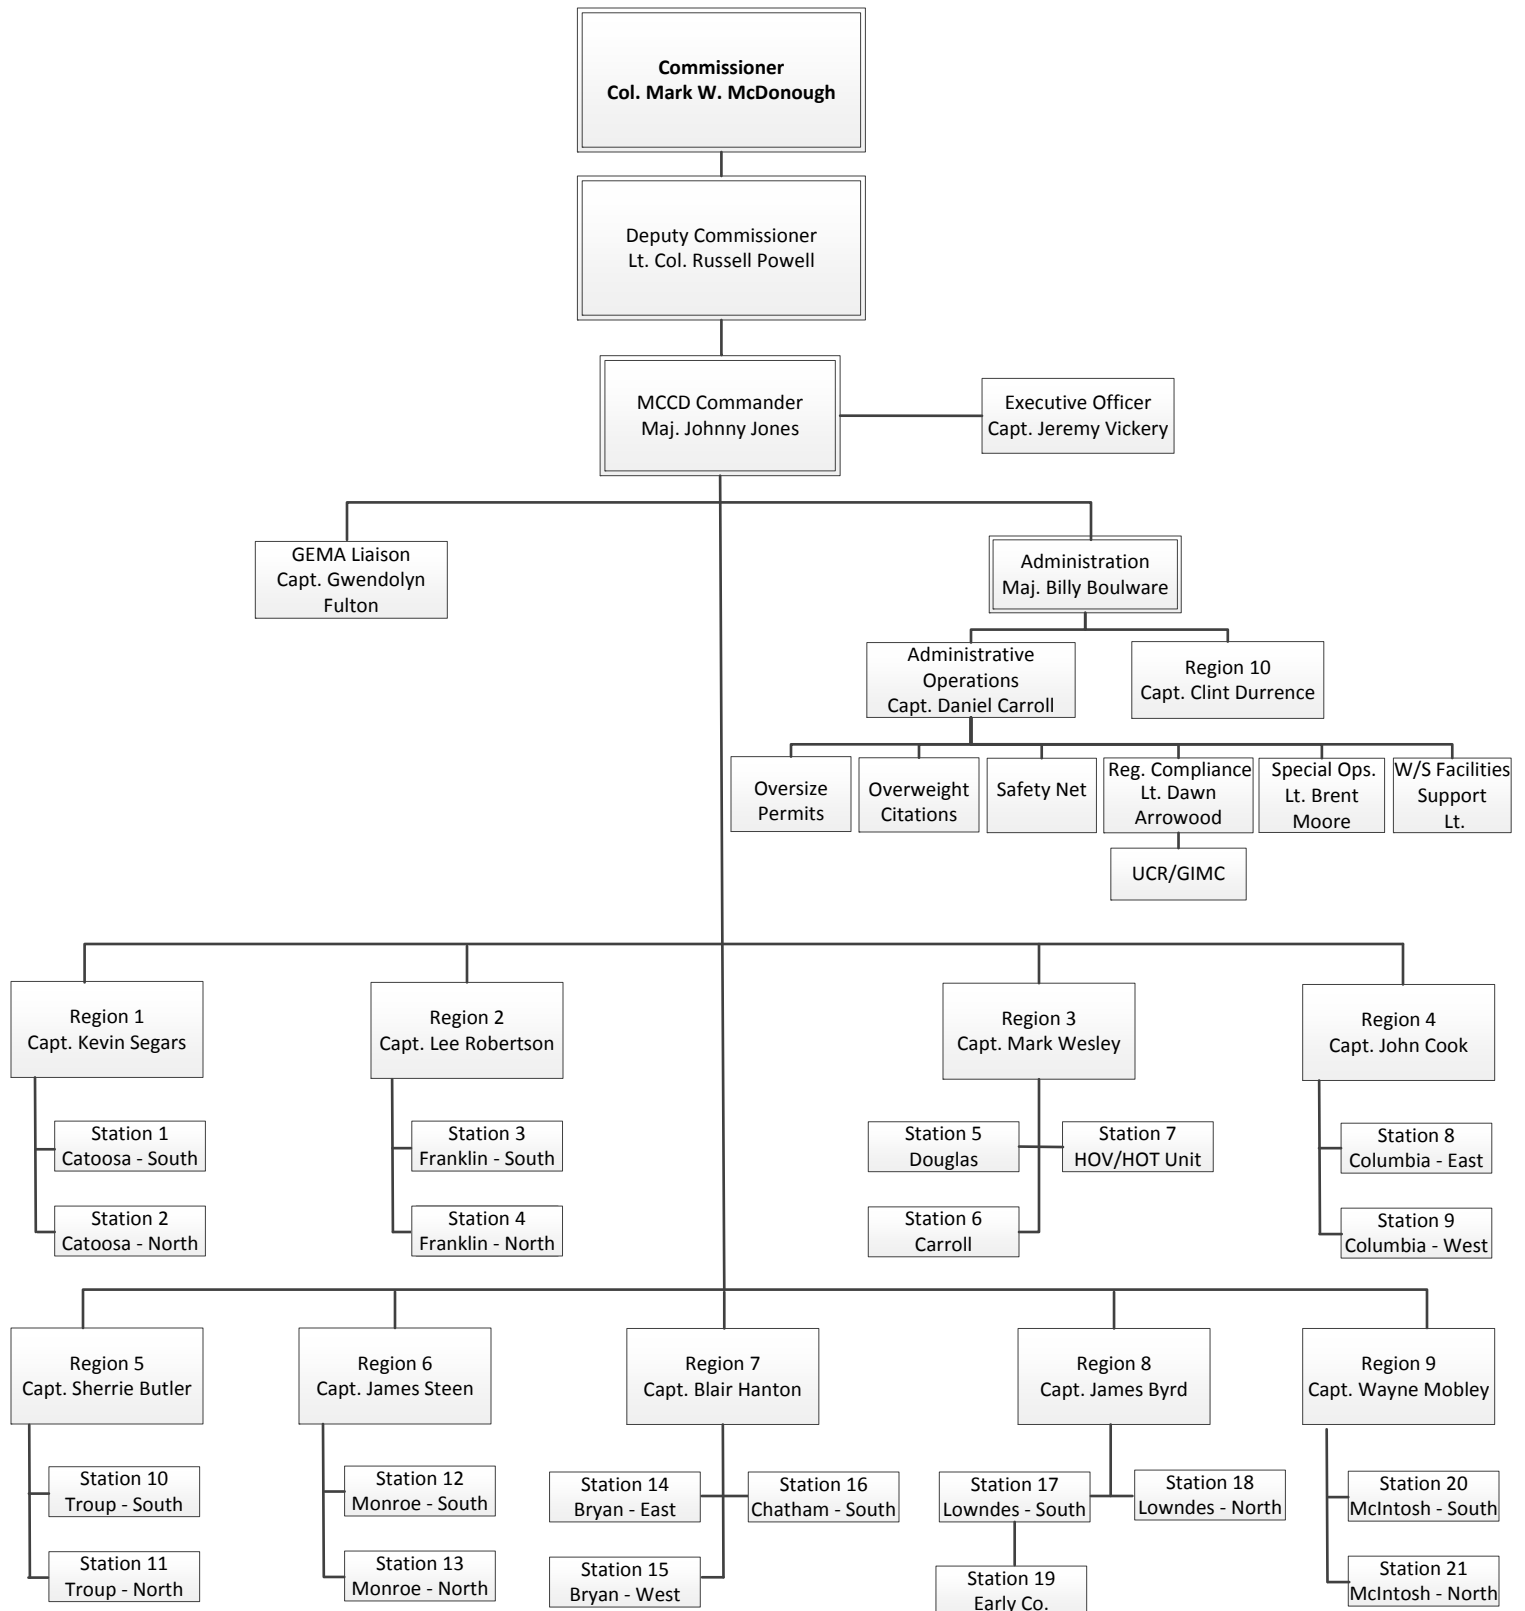 Commissioner
Col. Mark W. McDonough
Deputy Commissioner
Lt. Col. Russell Powell
MCCD Commander
Maj. Johnny Jones
Executive Officer
Capt. Jeremy Vickery
GEMA Liaison
Capt. Gwendolyn
Fulton
Administration
Maj. Billy Boulware
Administrative
Operations
Capt. Daniel Carroll
Region 10
Capt. Clint Durrence
Oversize
Permits
Overweight
Citations
Safety Net
Reg. Compliance
Lt. Dawn
Arrowood
Special Ops.
Lt. Brent
Moore
W/S Facilities
Support
Lt.
UCR/GIMC
Region 1
Capt. Kevin Segars
Region 2
Capt. Lee Robertson
Region 3
Capt. Mark Wesley
Region 4
Capt. John Cook
Station 1
Catoosa - South
Station 3
Franklin - South
Station 5
Douglas
Station 7
HOV/HOT Unit
Station 8
Columbia - East
Station 2
Catoosa - North
Station 4
Franklin - North
Station 6
Carroll
Station 9
Columbia - West
Region 5
Capt. Sherrie Butler
Region 6
Capt. James Steen
Region 7
Capt. Blair Hanton
Region 8
Capt. James Byrd
Region 9
Capt. Wayne Mobley
Station 10
Troup - South
Station 12
Monroe - South
Station 14
Bryan - East
Station 16
Chatham - South
Station 17
Lowndes - South
Station 18
Lowndes - North
Station 20
McIntosh - South
Station 11
Troup - North
Station 13
Monroe - North
Station 15
Bryan - West
Station 19
Early Co.
Station 21
McIntosh - North